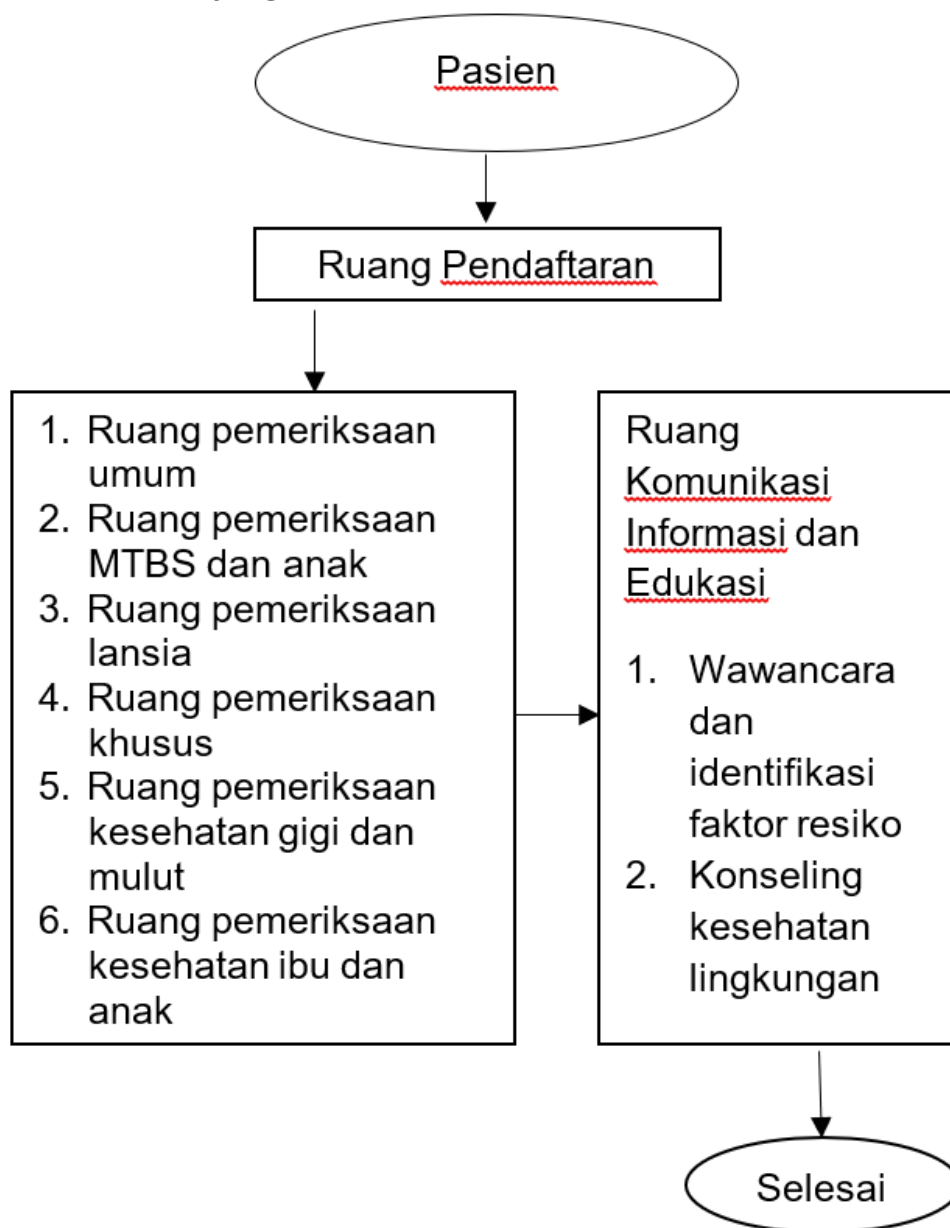 Pasien
Ruang Pendaftaran
1. Ruang pemeriksaan
umum
2. Ruang pemeriksaan
MTBS dan anak
3. Ruang pemeriksaan
lansia
4. Ruang pemeriksaan
khusus
5. Ruang pemeriksaan
kesehatan gigi dan
mulut
6. Ruang pemeriksaan
kesehatan ibu dan
anak
Ruang
Komunikasi
Informasi dan
Edukasi
1. Wawancara
dan
identifikasi
faktor resiko
2. Konseling
kesehatan
lingkungan
Selesai